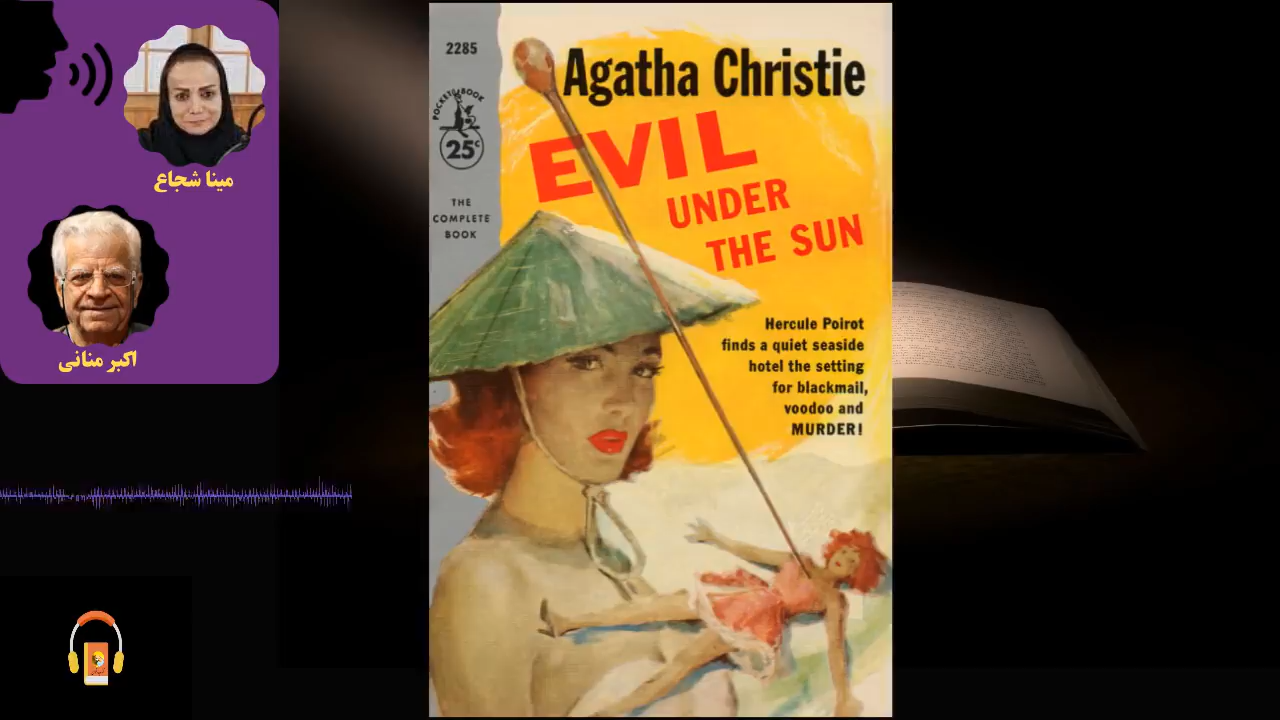 مینا شجاع
اکبر منانی
2285
POCKET BOOK
25¢
THE
COMPLETE
BOOK
Agatha Christie
EVIL
UNDER
THE SUN
Hercule Poirot
finds a quiet seaside
hotel the setting
for blackmail,
voodoo and
MURDER!